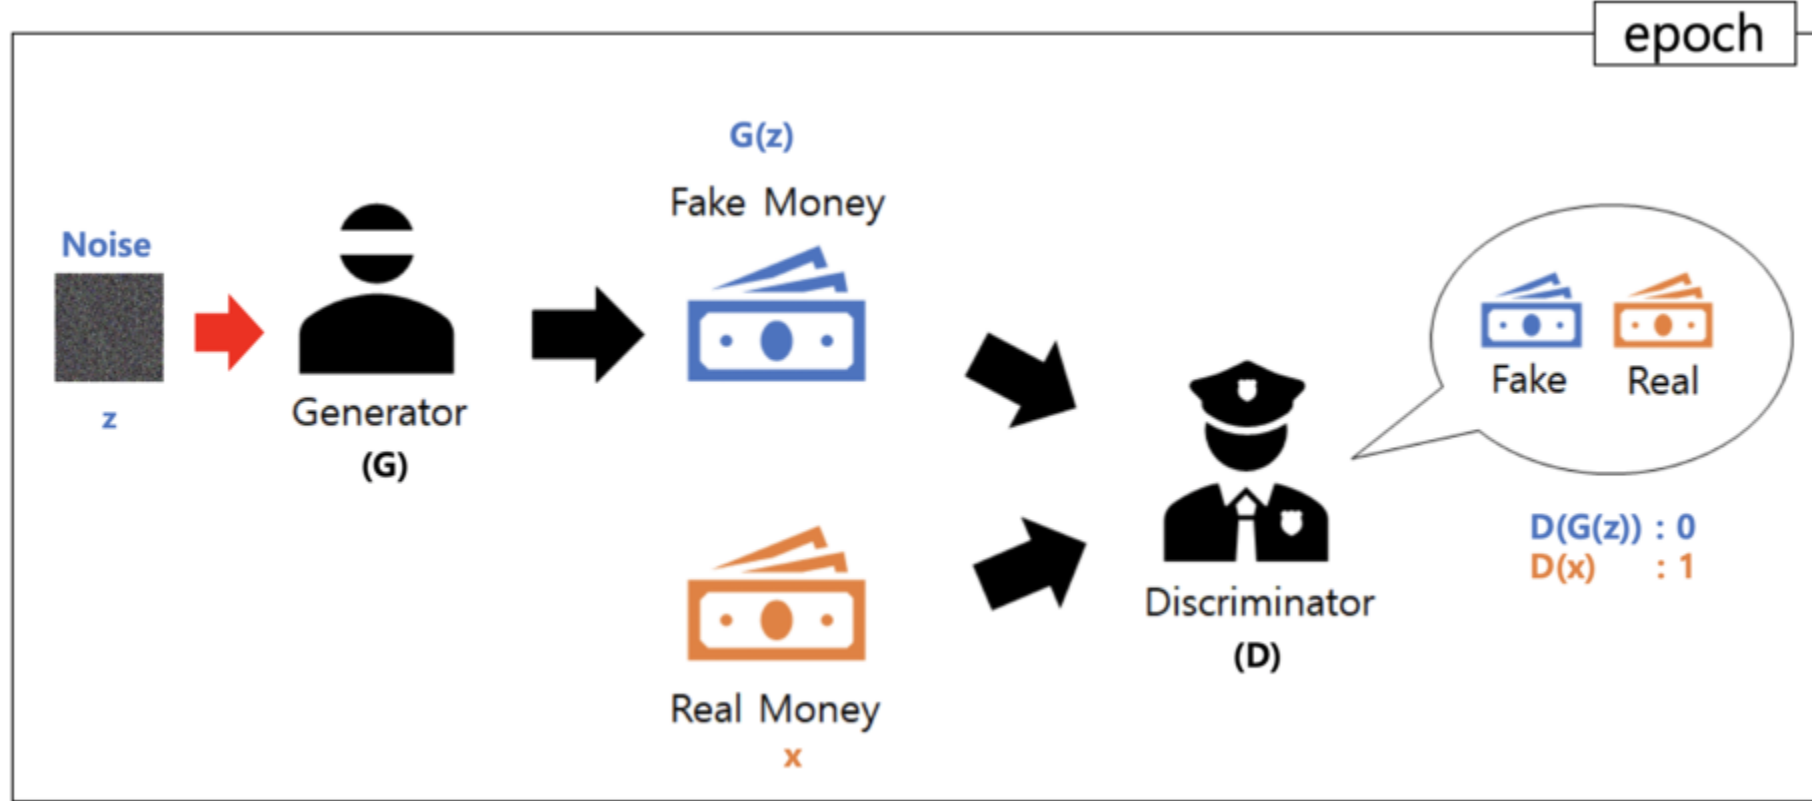 epoch
G(z)
Fake Money
Noise
z
Generator
(G)
Real Money
x
Discriminator
(D)
Fake Real
D(G(z)) : 0
D(x) : 1